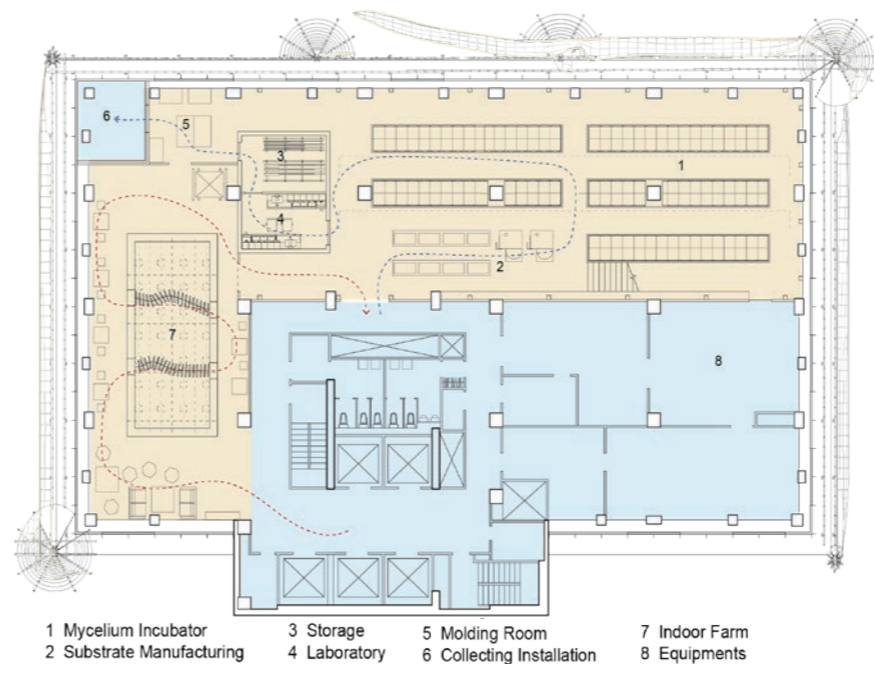 6
5
3
1
4
2
7
8
1 Mycelium Incubator
2 Substrate Manufacturing
3 Storage
4 Laboratory
5 Molding Room
6 Collecting Installation
7 Indoor Farm
8 Equipments